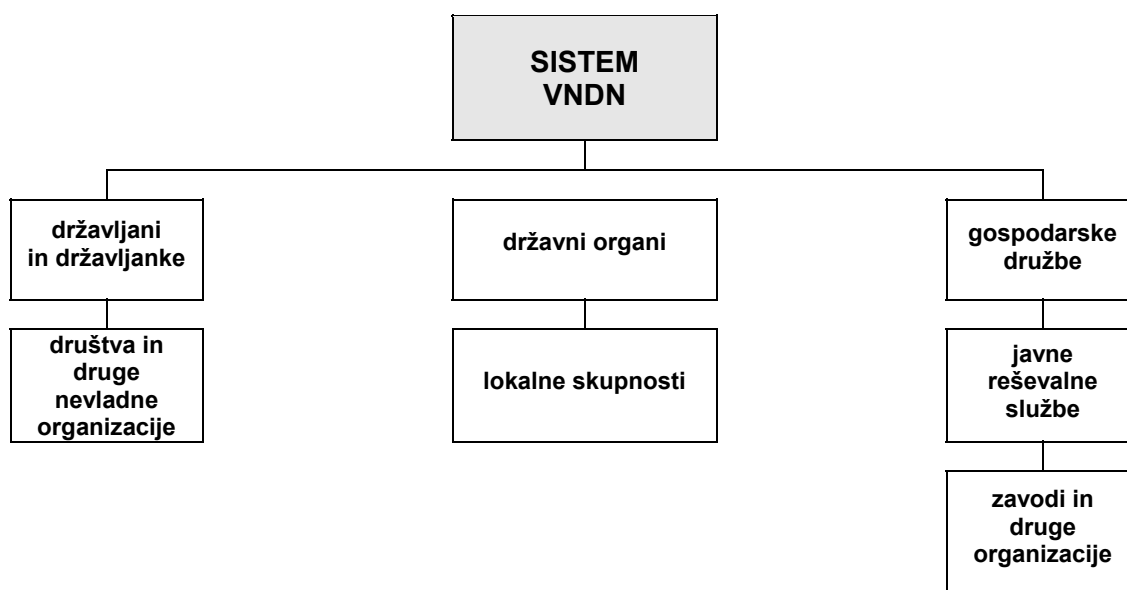 SISTEM
VNDN
državljani
in državljanke
državni organi
gospodarske
družbe
društva in
druge
nevladne
organizacije
lokalne skupnosti
javne
reševalne
službe
zavodi in
druge
organizacije